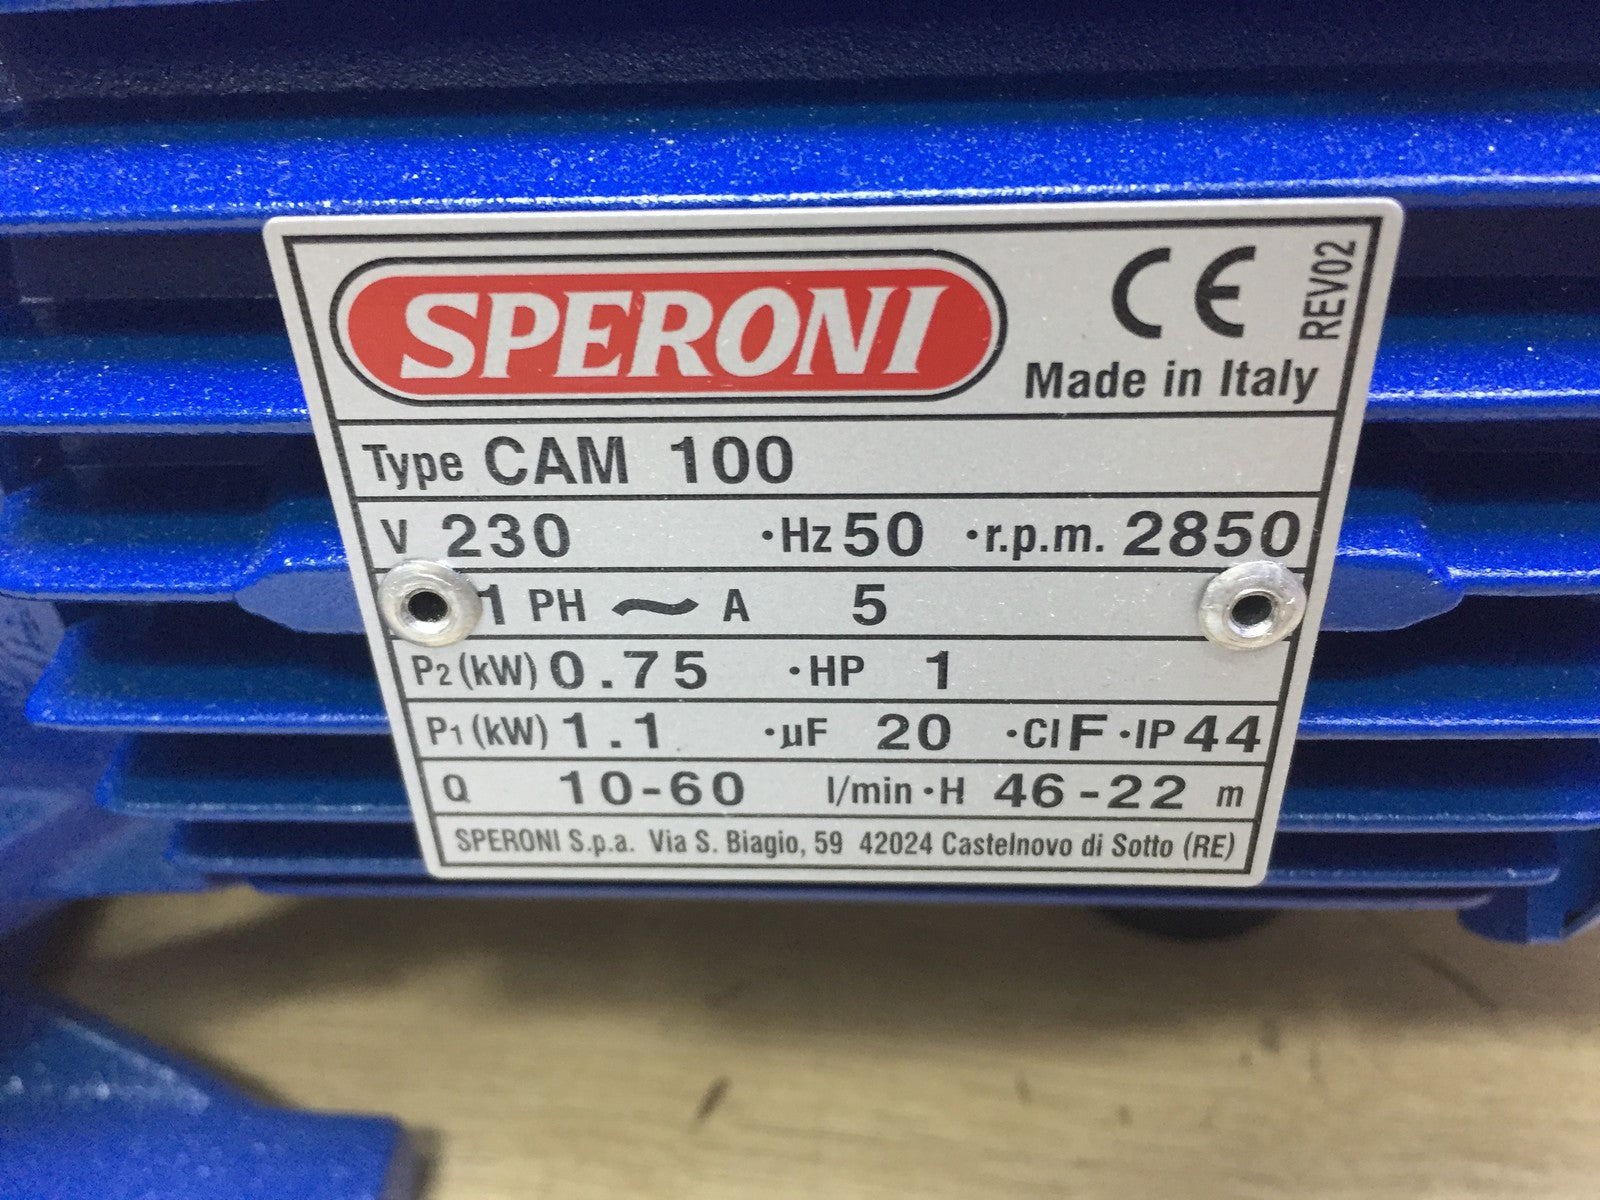 SPERONI
CE
REV02
Made in Italy
Type CAM 100
V 230 ·Hz 50 ·r.p.m. 2850
1 PH ~ A 5
P2 (kW) 0.75 ·HP 1
P1 (kW) 1.1 ·µF 20 ·Cl F ·IP 44
Q 10-60 l/min ·H 46-22 m
SPERONI S.p.a. Via S. Biagio, 59 42024 Castelnovo di Sotto (RE)